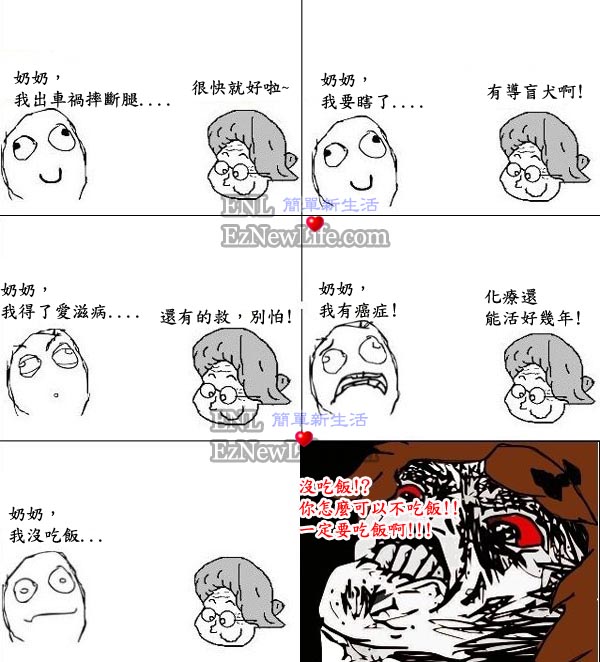 奶奶，
我出車禍摔斷腿....
很快就好啦~
奶奶，
我要瞎了....
有導盲犬啊!
ENL 簡單新生活
EzNewLife.com
奶奶，
我得了愛滋病....
還有的救，別怕!
奶奶，
我有癌症!
化療還
能活好幾年!
ENL 簡單新生活
EzNewL
奶奶，
我沒吃飯...
沒吃飯!?
你怎麼可以不吃飯!!
一定要吃飯啊!!!